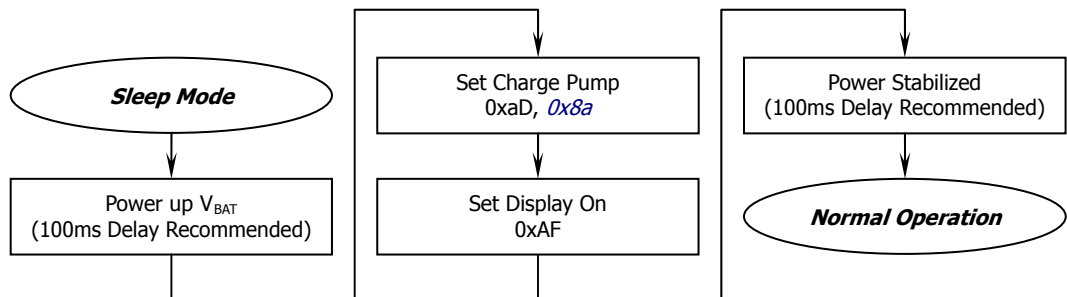 Sleep Mode
Power up VBAT
(100ms Delay Recommended)
Set Charge Pump
0xaD, 0x8a
Set Display On
0xAF
Power Stabilized
(100ms Delay Recommended)
Normal Operation